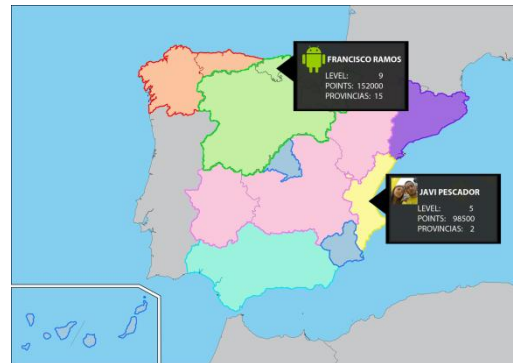 FRANCISCO RAMOS
LEVEL: 9
POINTS: 152000
PROVINCIAS: 15
JAVI PESCADOR
LEVEL: 5
POINTS: 98500
PROVINCIAS: 2